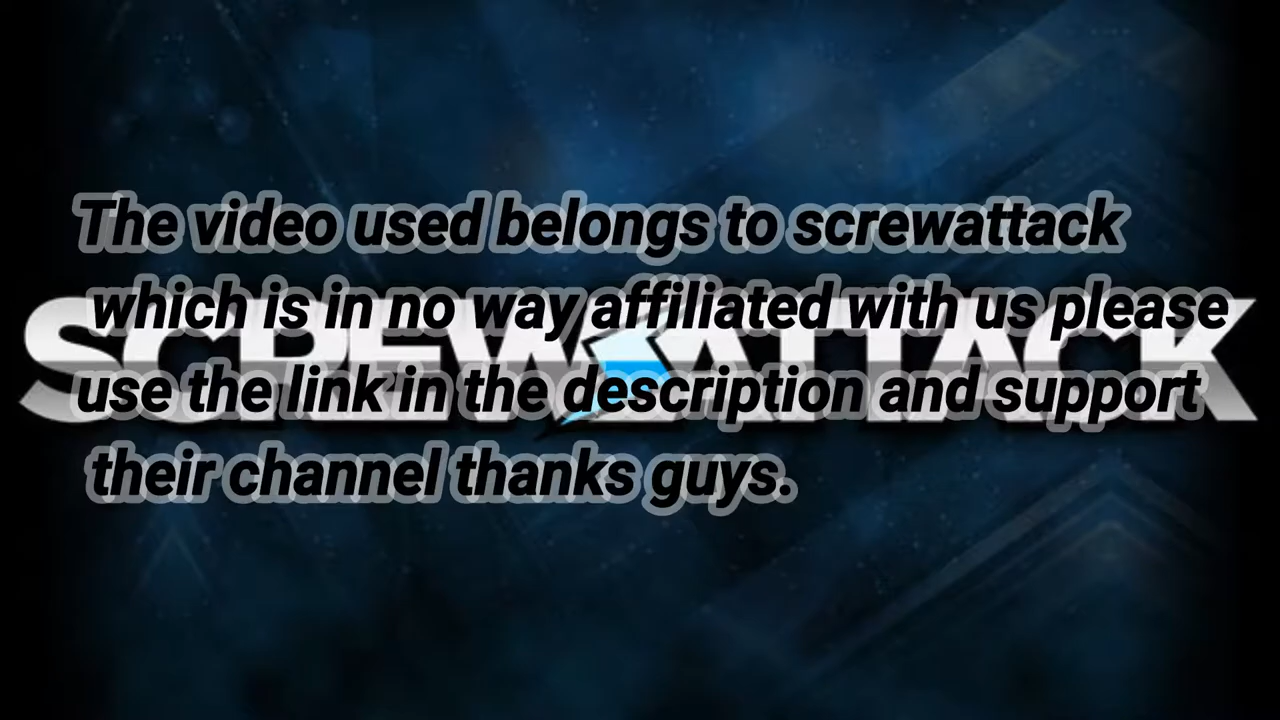 The video used belongs to screwattack
which is in no way affiliated with us please
SCREWATTACK
use the link in the description and support
their channel thanks guys.